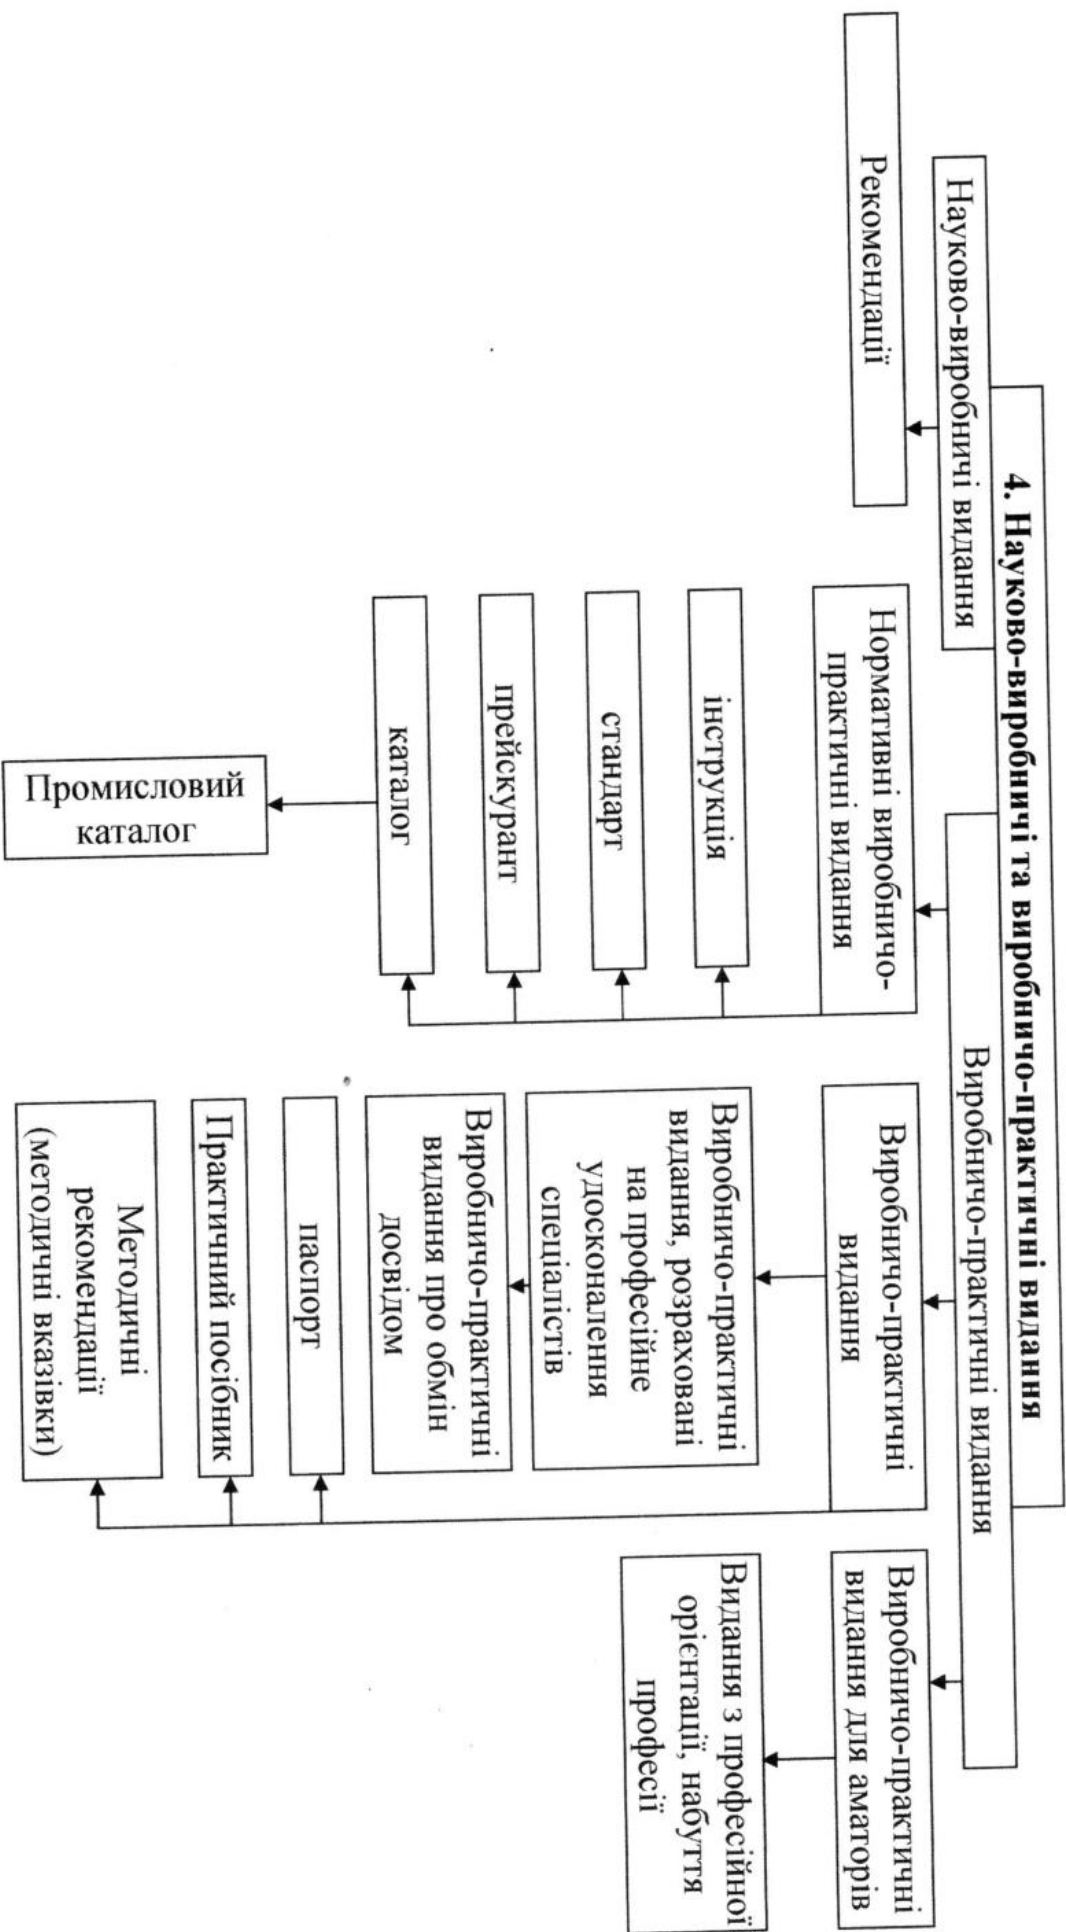 4. Науково-виробничі та виробничо-практичні видання
Науково-виробничі видання
Рекомендації
Виробничо-практичні видання
Нормативні виробничо-
практичні видання
інструкція
стандарт
прейскурант
каталог
Промисловий
каталог
Виробничо-практичні
видання
Виробничо-практичні
видання, розраховані
на професійне
удосконалення
спеціалістів
Виробничо-практичні
видання про обмін
досвідом
паспорт
Практичний посібник
Методичні
рекомендації
(методичні вказівки)
Виробничо-практичні
видання для аматорів
Видання з професійної
орієнтації, набуття
професії